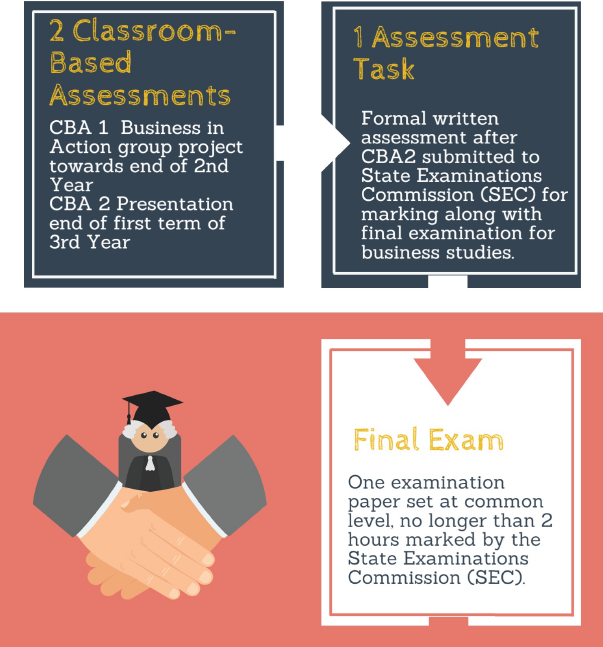 2 Classroom-
Based
Assessments
CBA 1  Business in
Action group project
towards end of 2nd
Year
CBA 2 Presentation
end of first term of
3rd Year
1 Assessment
Task
Formal written
assessment after
CBA2 submitted to
State Examinations
Commission (SEC) for
marking along with
final examination for
business studies.
Final Exam
One examination
paper set at common
level, no longer than 2
hours marked by the
State Examinations
Commission (SEC).